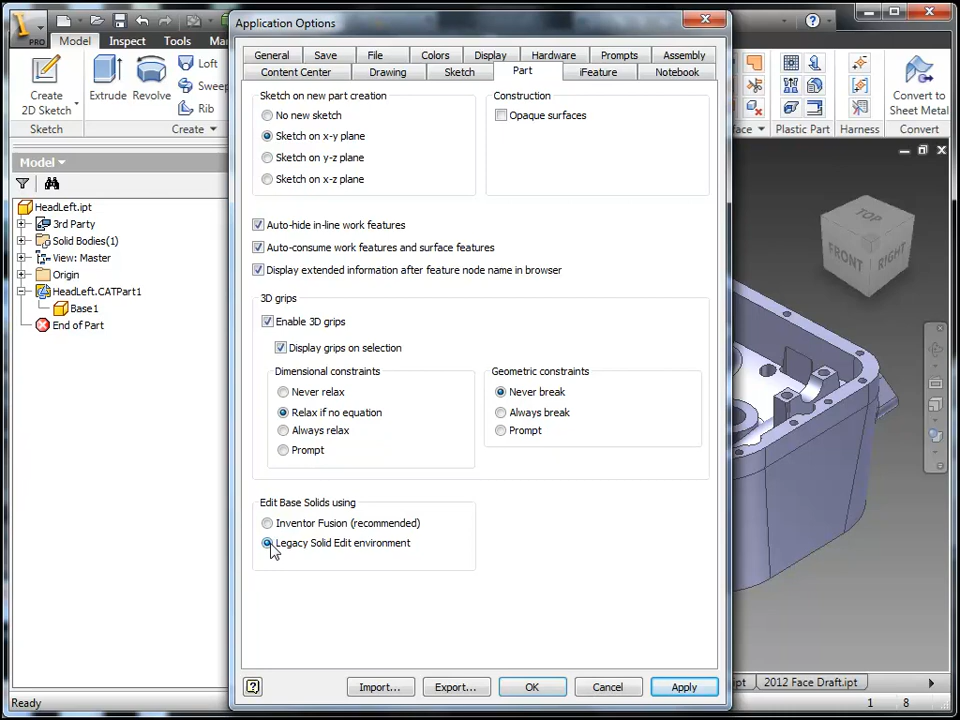 Application Options
PRO
Model Inspect Tools
General Save File Colors Display Hardware Prompts Assembly
Content Center Drawing Sketch Part iFeature Notebook
Create
2D Sketch
Extrude
Revolve
Loft
Rib
Sketch
Create
Plastic Part
Harness
Convert to
Sheet Metal
Convert
Model
HeadLeft.ipt
3rd Party
Solid Bodies(1)
View: Master
Origin
HeadLeft.CATPart1
Base1
End of Part
Sketch on new part creation
No new sketch
Sketch on x-y plane
Sketch on y-z plane
Sketch on x-z plane
Construction
Opaque surfaces
Auto-hide in-line work features
Auto-consume work features and surface features
Display extended information after feature node name in browser
3D grips
Enable 3D grips
Display grips on selection
Dimensional constraints
Never relax
Relax if no equation
Always relax
Prompt
Geometric constraints
Never break
Always break
Prompt
Edit Base Solids using
Inventor Fusion (recommended)
Legacy Solid Edit environment
Import... Export... OK Cancel Apply
TOP
FRONT
RIGHT
2012 Face Draft.ipt
Ready
1 8